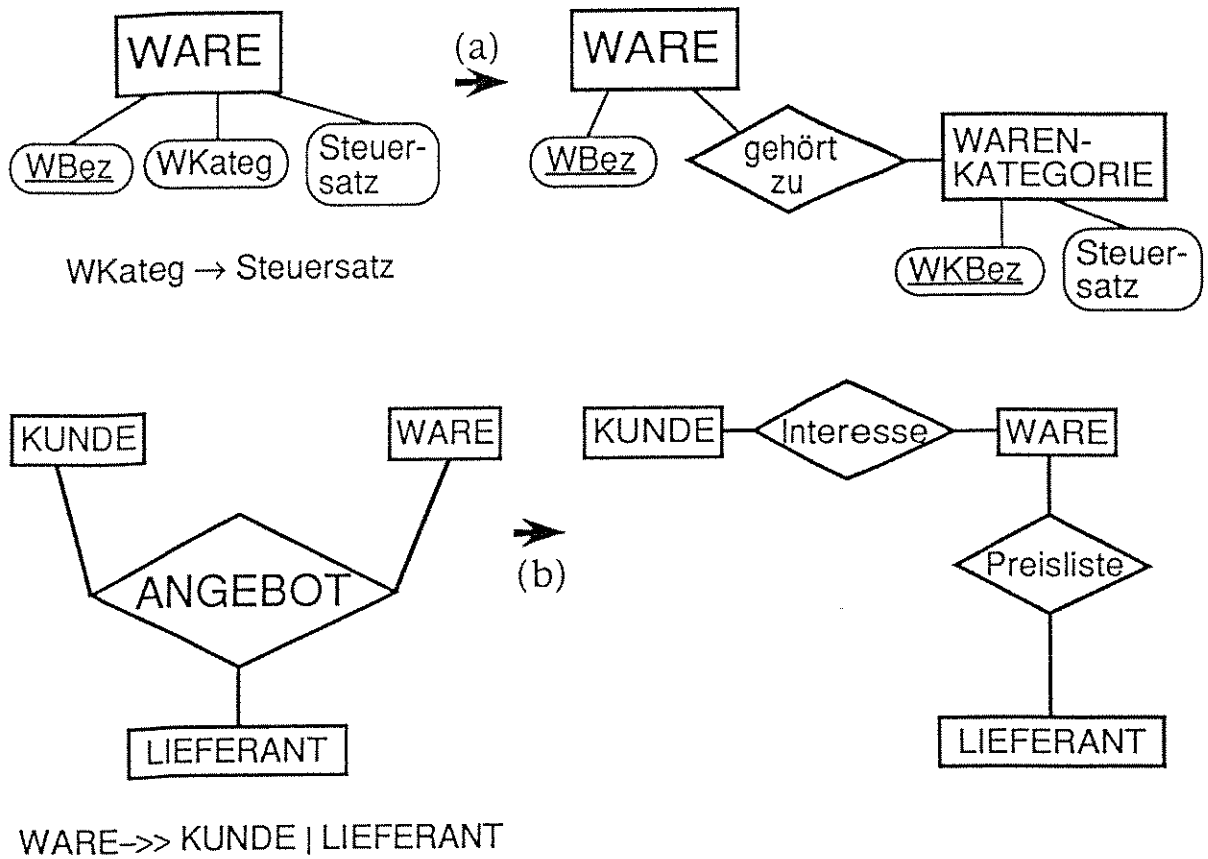 WARE
(a)
WARE
WBez
WKateg
Steuer-
satz
WBez
gehört
zu
WAREN-
KATEGORIE
WKateg → Steuersatz
WKBez
Steuer-
satz
KUNDE
WARE
KUNDE
Interesse
WARE
ANGEBOT
(b)
Preisliste
LIEFERANT
LIEFERANT
WARE–>> KUNDE | LIEFERANT